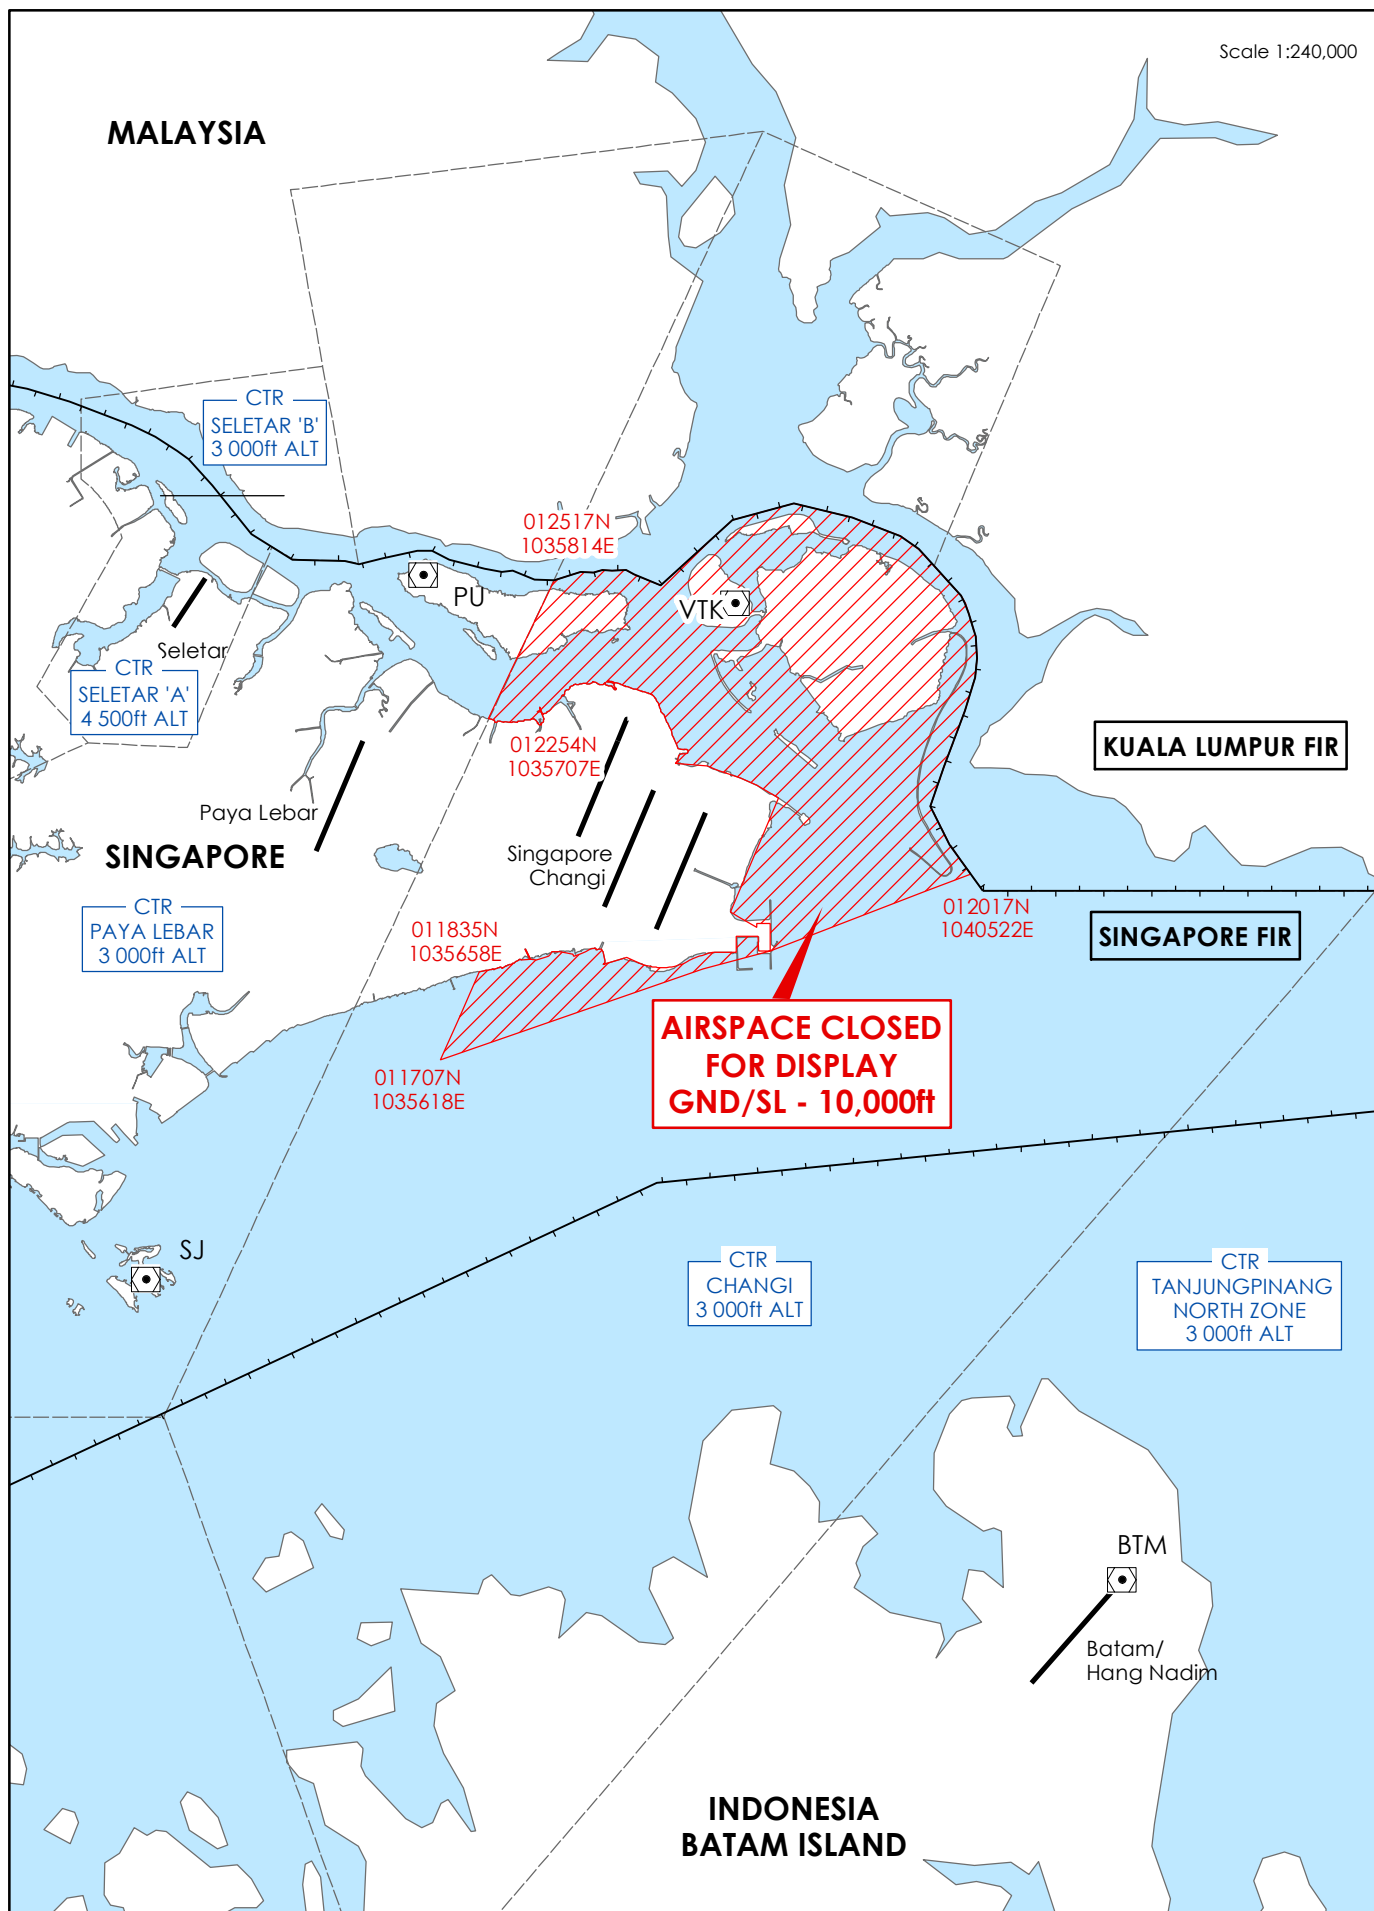 Scale 1:240,000
MALAYSIA
CTR
SELETAR 'B'
3 000ft ALT
012517N
1035814E
PU
VTK
Seletar
CTR
SELETAR 'A'
4 500ft ALT
012254N
1035707E
KUALA LUMPUR FIR
Paya Lebar
SINGAPORE
Singapore
Changi
CTR
PAYA LEBAR
3 000ft ALT
011835N
1035658E
012017N
1040522E
SINGAPORE FIR
AIRSPACE CLOSED
FOR DISPLAY
GND/SL - 10,000ft
011707N
1035618E
SJ
CTR
CHANGI
3 000ft ALT
CTR
TANJUNGPINANG
NORTH ZONE
3 000ft ALT
BTM
Batam/
Hang Nadim
INDONESIA
BATAM ISLAND